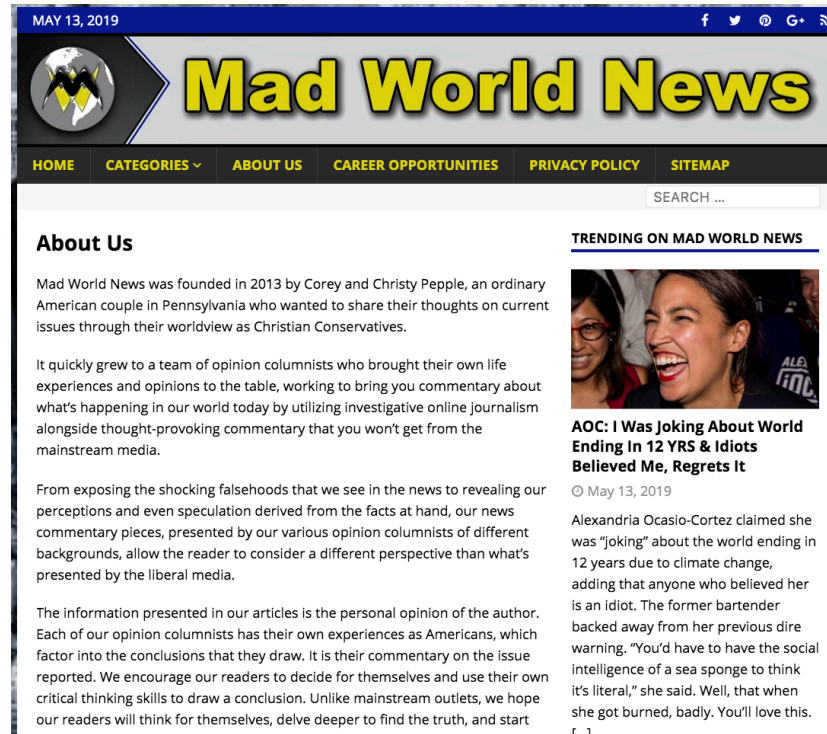 MAY 13, 2019
Mad World News
HOME
CATEGORIES
ABOUT US
CAREER OPPORTUNITIES
PRIVACY POLICY
SITEMAP
SEARCH ...
About Us
Mad World News was founded in 2013 by Corey and Christy Pepple, an ordinary
American couple in Pennsylvania who wanted to share their thoughts on current
issues through their worldview as Christian Conservatives.
It quickly grew to a team of opinion columnists who brought their own life
experiences and opinions to the table, working to bring you commentary about
what's happening in our world today by utilizing investigative online journalism
alongside thought-provoking commentary that you won't get from the
mainstream media.
From exposing the shocking falsehoods that we see in the news to revealing our
perceptions and even speculation derived from the facts at hand, our news
commentary pieces, presented by our various opinion columnists of different
backgrounds, allow the reader to consider a different perspective than what's
presented by the liberal media.
The information presented in our articles is the personal opinion of the author.
Each of our opinion columnists has their own experiences as Americans, which
factor into the conclusions that they draw. It is their commentary on the issue
reported. We encourage our readers to decide for themselves and use their own
critical thinking skills to draw a conclusion. Unlike mainstream outlets, we hope
our readers will think for themselves, delve deeper to find the truth, and start
TRENDING ON MAD WORLD NEWS
AOC: I Was Joking About World
Ending In 12 YRS & Idiots
Believed Me, Regrets It
May 13, 2019
Alexandria Ocasio-Cortez claimed she
was "joking" about the world ending in
12 years due to climate change,
adding that anyone who believed her
is an idiot. The former bartender
backed away from her previous dire
warning. "You'd have to have the social
intelligence of a sea sponge to think
it's literal," she said. Well, that when
she got burned, badly. You'll love this.
[...]